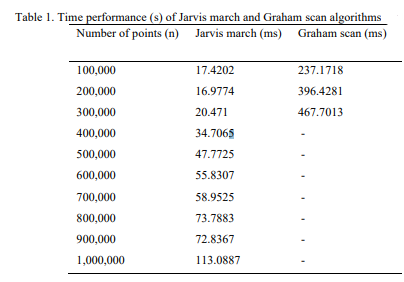 Table 1. Time performance (s) of Jarvis march and Graham scan algorithms
Number of points (n) Jarvis march (ms) Graham scan (ms)
100,000 17.4202 237.1718
200,000 16.9774 396.4281
300,000 20.471 467.7013
400,000 34.7065 -
500,000 47.7725 -
600,000 55.8307 -
700,000 58.9525 -
800,000 73.7883 -
900,000 72.8367 -
1,000,000 113.0887 -